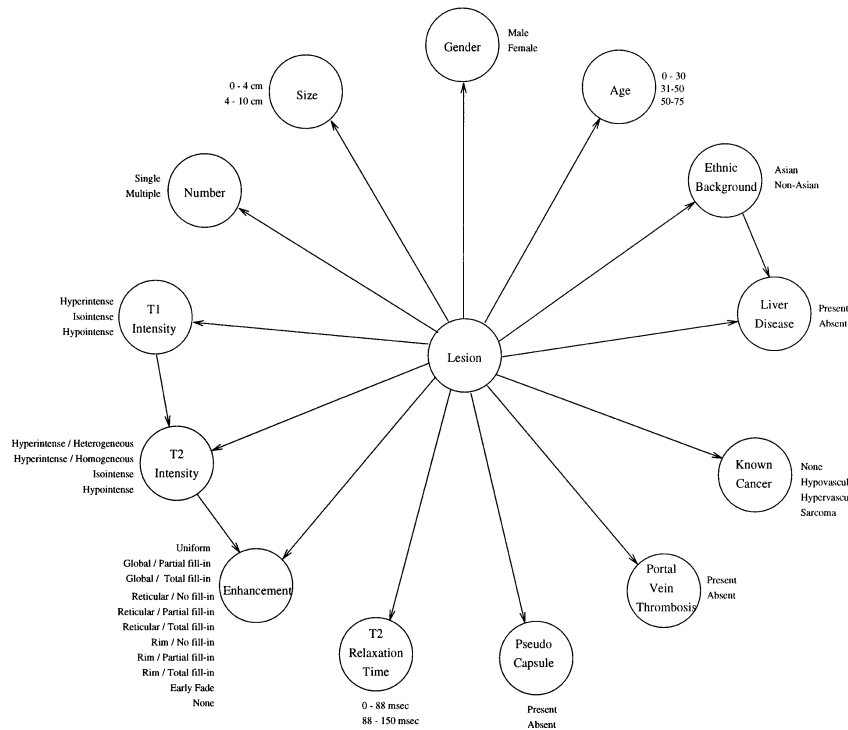 Gender
Male
Female
Size
0 - 4 cm
4 - 10 cm
Age
0 - 30
31-50
50-75
Ethnic
Background
Asian
Non-Asian
Single
Multiple
Number
Liver
Disease
Present
Absent
Hyperintense
Isointense
Hypointense
T1
Intensity
Lesion
Hyperintense / Heterogeneous
Hyperintense / Homogeneous
Isointense
Hypointense
T2
Intensity
Known
Cancer
None
Hypovascul
Hypervascu
Sarcoma
Uniform
Global / Partial fill-in
Global / Total fill-in
Reticular / No fill-in
Reticular / Partial fill-in
Reticular / Total fill-in
Rim / No fill-in
Rim / Partial fill-in
Rim / Total fill-in
Early Fade
None
Enhancement
Portal
Vein
Thrombosis
Present
Absent
T2
Relaxation
Time
0 - 88 msec
88 - 150 msec
Pseudo
Capsule
Present
Absent